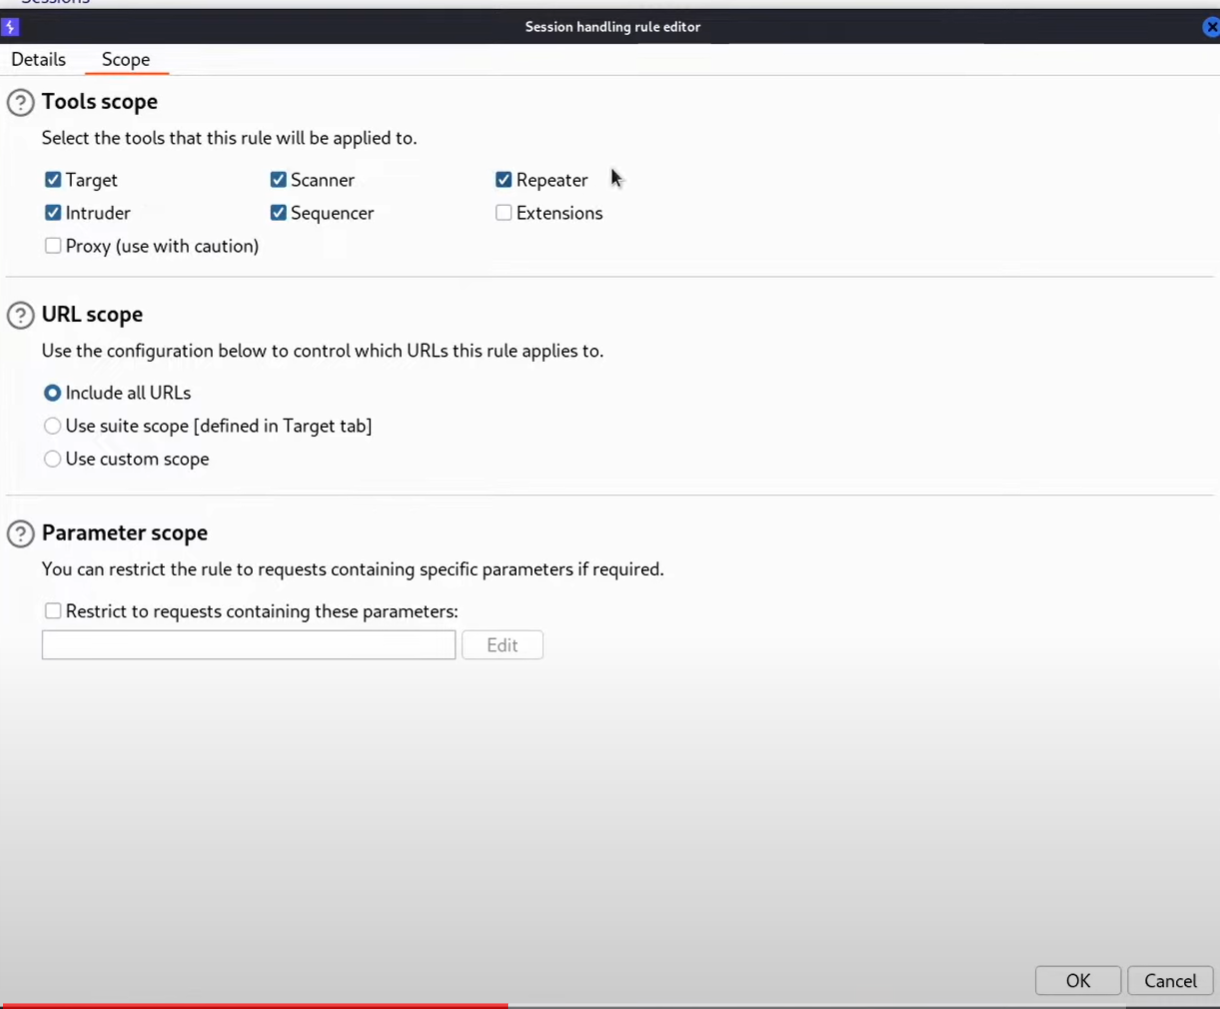 Sessions
Session handling rule editor
Details Scope
Tools scope
Select the tools that this rule will be applied to.
Target Scanner Repeater
Intruder Sequencer Extensions
Proxy (use with caution)
URL scope
Use the configuration below to control which URLs this rule applies to.
Include all URLs
Use suite scope [defined in Target tab]
Use custom scope
Parameter scope
You can restrict the rule to requests containing specific parameters if required.
Restrict to requests containing these parameters:
Edit
OK Cancel